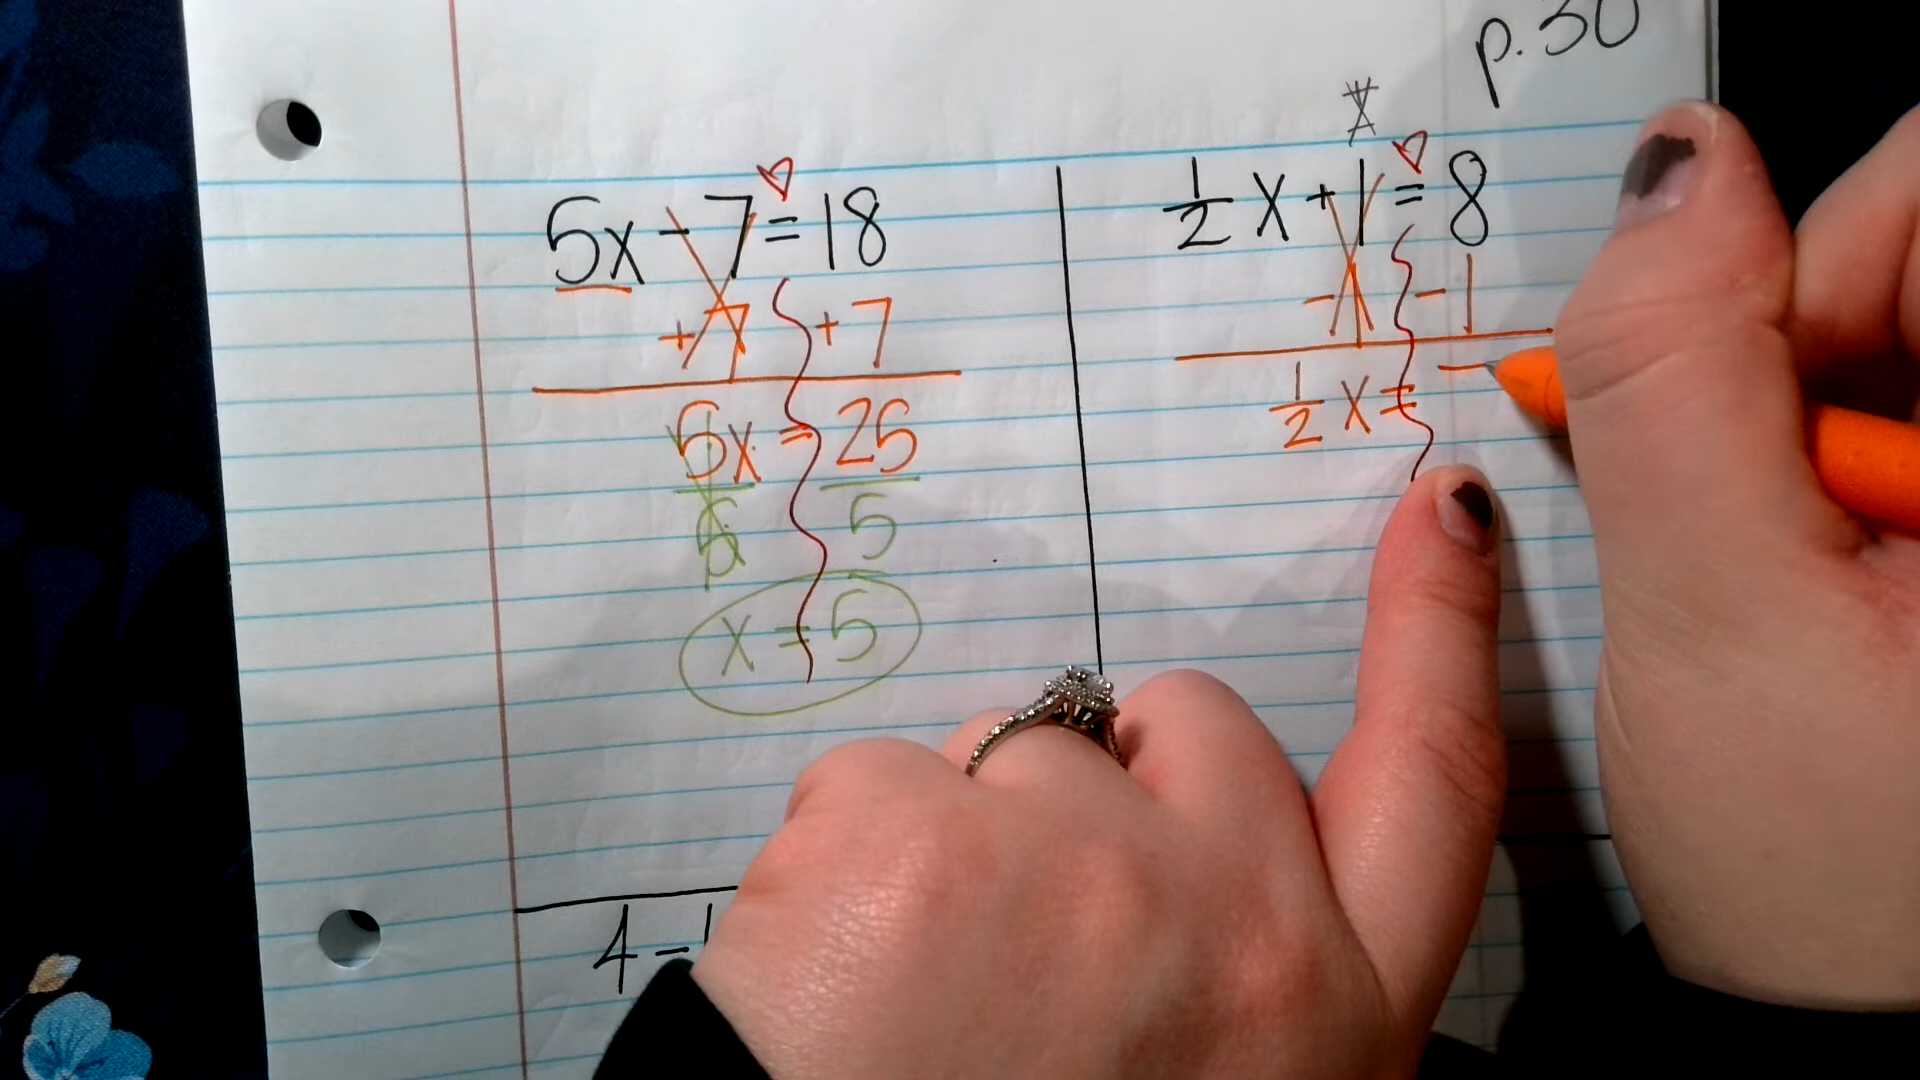 p. 30
5x - 7 = 18
+ 7 + 7
5x = 25
5 5
x = 5
*
1/2 x + 1 = 8
- 1 - 1
1/2 x =
4 -